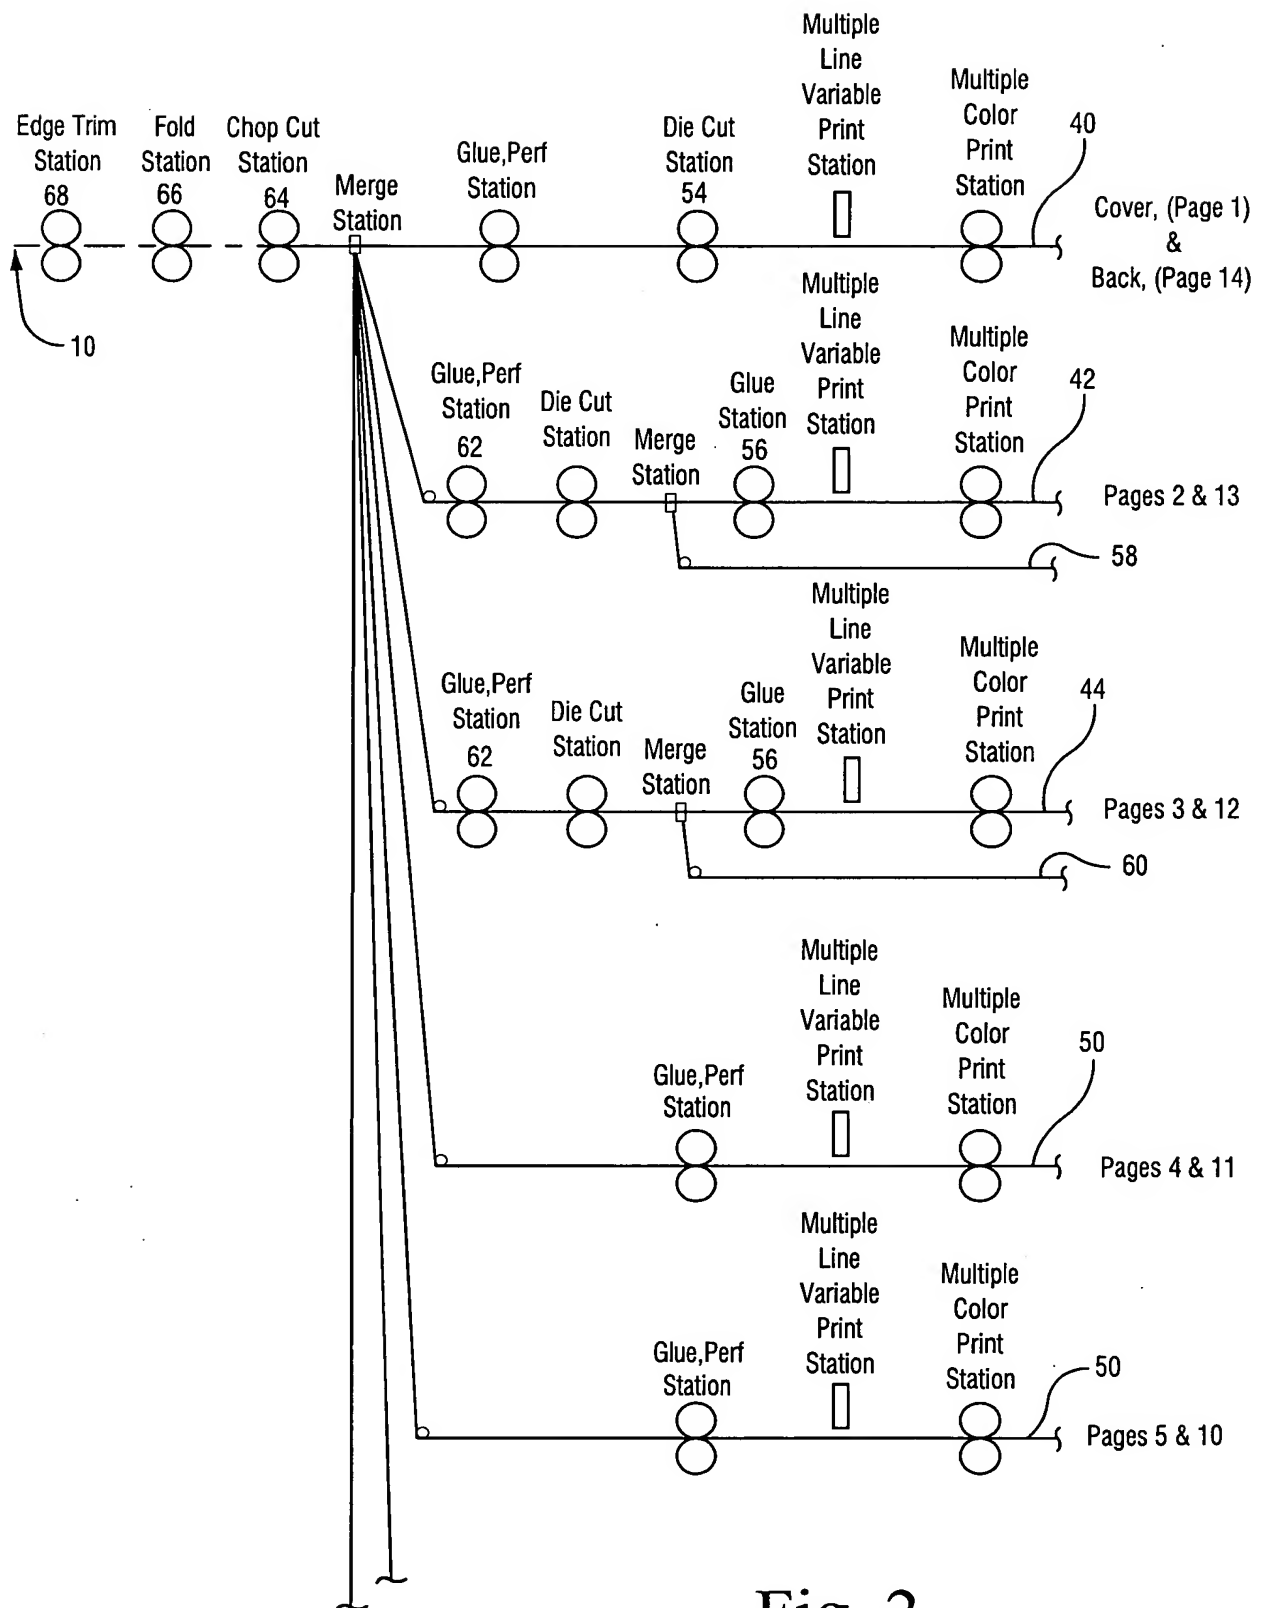 Multiple
Line
Variable
Print
Station
Multiple
Color
Print
Station
40
Edge Trim
Station
68
Fold
Station
66
Chop Cut
Station
64
Merge
Station
Glue,Perf
Station
Die Cut
Station
54
Cover, (Page 1)
&
Back, (Page 14)
10
Multiple
Line
Variable
Print
Station
Multiple
Color
Print
Station
42
Glue,Perf
Station
62
Die Cut
Station
Merge
Station
Glue
Station
56
Pages 2 & 13
58
Multiple
Line
Variable
Print
Station
Multiple
Color
Print
Station
44
Glue,Perf
Station
62
Die Cut
Station
Merge
Station
Glue
Station
56
Pages 3 & 12
60
Multiple
Line
Variable
Print
Station
Multiple
Color
Print
Station
50
Glue,Perf
Station
Pages 4 & 11
Multiple
Line
Variable
Print
Station
Multiple
Color
Print
Station
50
Glue,Perf
Station
Pages 5 & 10
Fig. 2